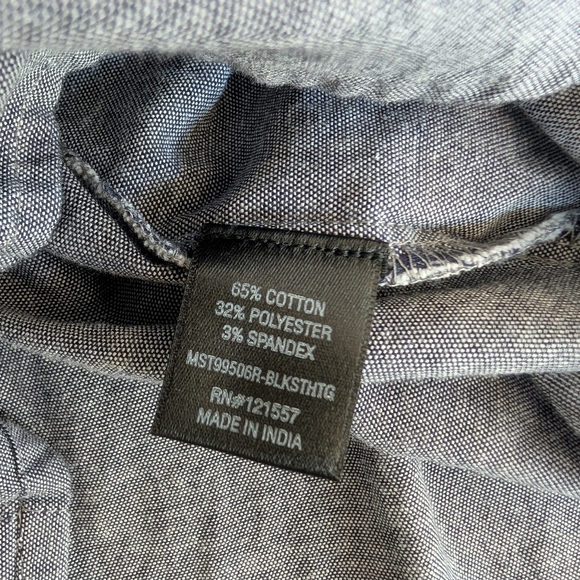 65% COTTON
32% POLYESTER
3% SPANDEX
MST99506R-BLKSTHTG
RN#121557
MADE IN INDIA